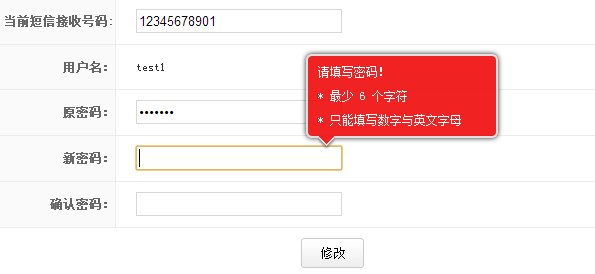 当前短信接收号码: 12345678901
用户名: test1
请填写密码!
* 最少 6 个字符
* 只能填写数字与英文字母
原密码: •••••••
新密码:
确认密码:
修改